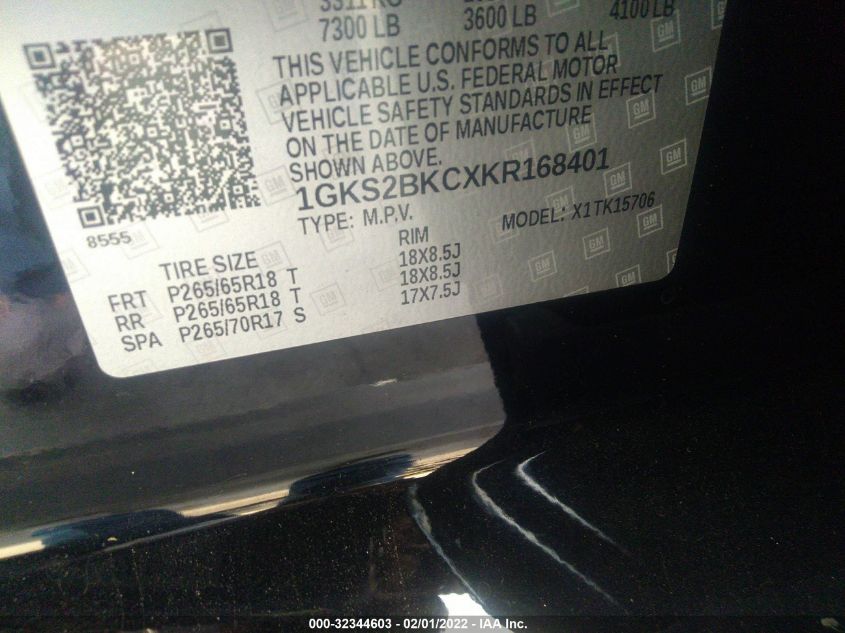 7300 LB 3600 LB 4100 LB
THIS VEHICLE CONFORMS TO ALL
APPLICABLE U.S. FEDERAL MOTOR
VEHICLE SAFETY STANDARDS IN EFFECT
ON THE DATE OF MANUFACTURE
SHOWN ABOVE.
1GKS2BKCXKR168401
TYPE: M.P.V. MODEL: X1TK15706
8555
TIRE SIZE RIM
FRT P265/65R18 T 18X8.5J
RR P265/65R18 T 18X8.5J
SPA P265/70R17 S 17X7.5J
GM
000-32344603 - 02/01/2022 - IAA Inc.